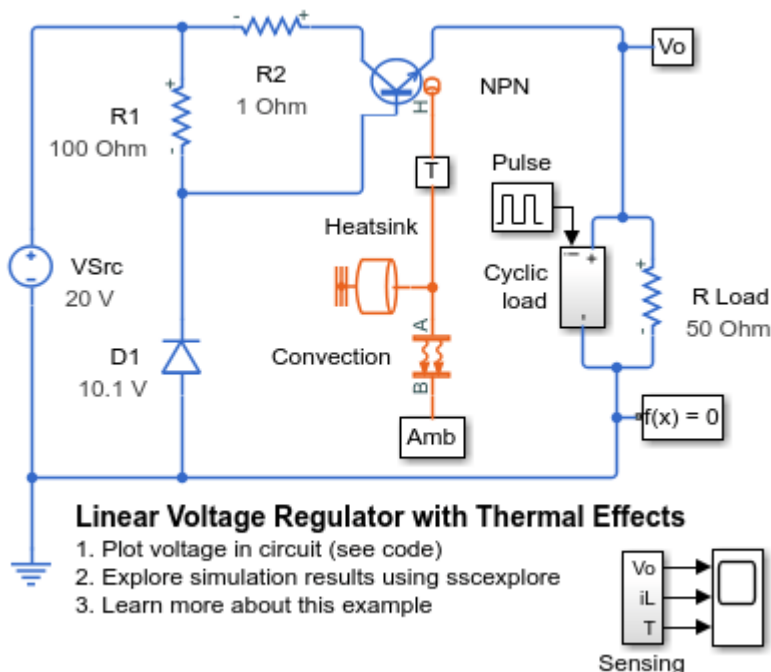 -
+
R2
1 Ohm
+
R1
-
100 Ohm
NPN
H
Vo
T
Pulse
Heatsink
+
-
VSrc
20 V
Cyclic
load
+
-
+
-
R Load
50 Ohm
D1
10.1 V
Convection
A
B
Amb
f(x) = 0
Linear Voltage Regulator with Thermal Effects
1. Plot voltage in circuit (see code)
2. Explore simulation results using sscexplore
3. Learn more about this example
Vo
iL
T
Sensing